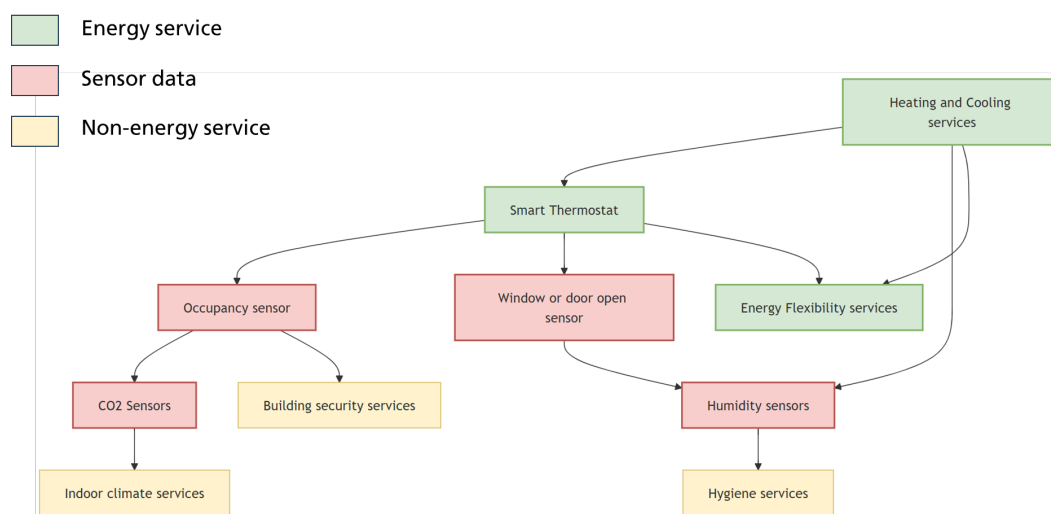 Energy service
Sensor data
Non-energy service
Heating and Cooling
services
Smart Thermostat
Occupancy sensor
Window or door open
sensor
Energy Flexibility services
CO2 Sensors
Building security services
Humidity sensors
Indoor climate services
Hygiene services